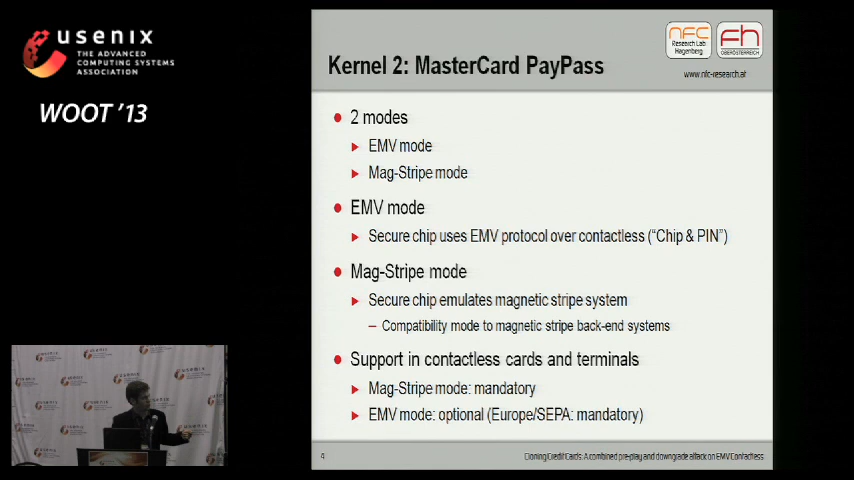 usenix
THE ADVANCED
COMPUTING SYSTEMS
ASSOCIATION
WOOT '13
Kernel 2: MasterCard PayPass
NFC
Research Lab
Hagenberg
FH
OBERÖSTERREICH
www.nfc-research.at
2 modes
EMV mode
Mag-Stripe mode
EMV mode
Secure chip uses EMV protocol over contactless ("Chip & PIN")
Mag-Stripe mode
Secure chip emulates magnetic stripe system
– Compatibility mode to magnetic stripe back-end systems
Support in contactless cards and terminals
Mag-Stripe mode: mandatory
EMV mode: optional (Europe/SEPA: mandatory)
4
Cloning Credit Cards: A combined pre-play and downgrade attack on EMV Contactless